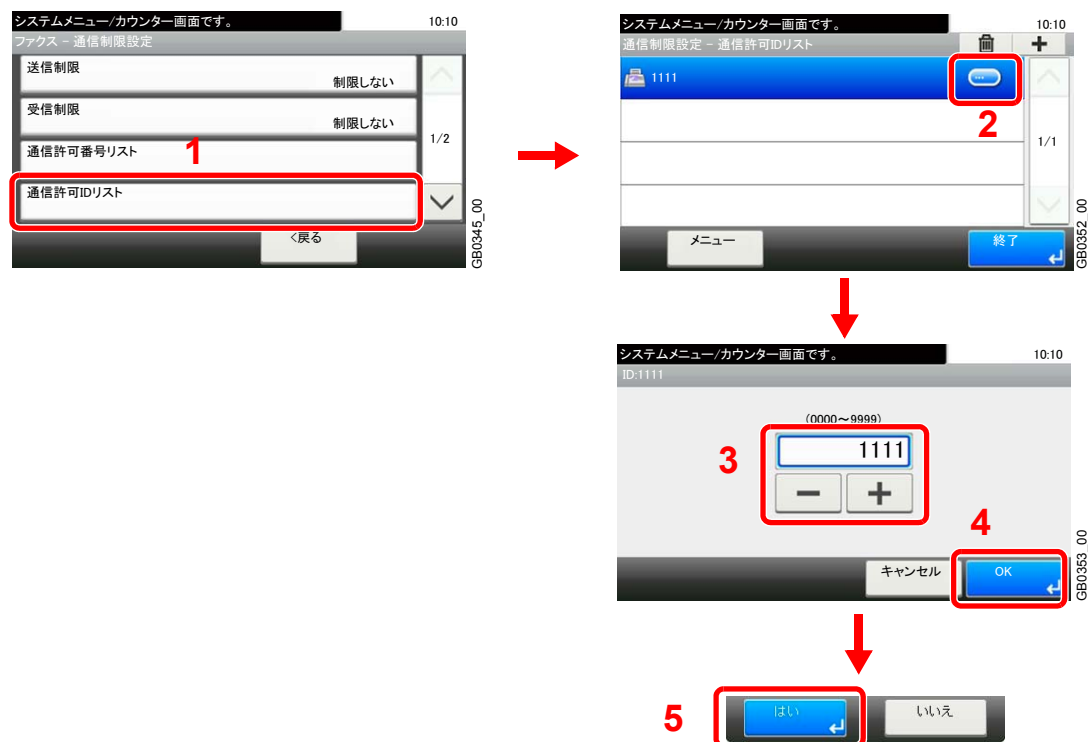 システムメニュー/カウンター画面です。 10:10
ファクス - 通信制限設定
送信制限
制限しない
受信制限
制限しない
通信許可番号リスト
1/2
1
通信許可IDリスト
<戻る
GB0345_00
システムメニュー/カウンター画面です。 10:10
通信制限設定 - 通信許可IDリスト
1111
2
1/1
メニュー
終了
GB0352_00
システムメニュー/カウンター画面です。 10:10
ID:1111
(0000～9999)
3
1111
4
キャンセル
OK
GB0353_00
5
はい
いいえ